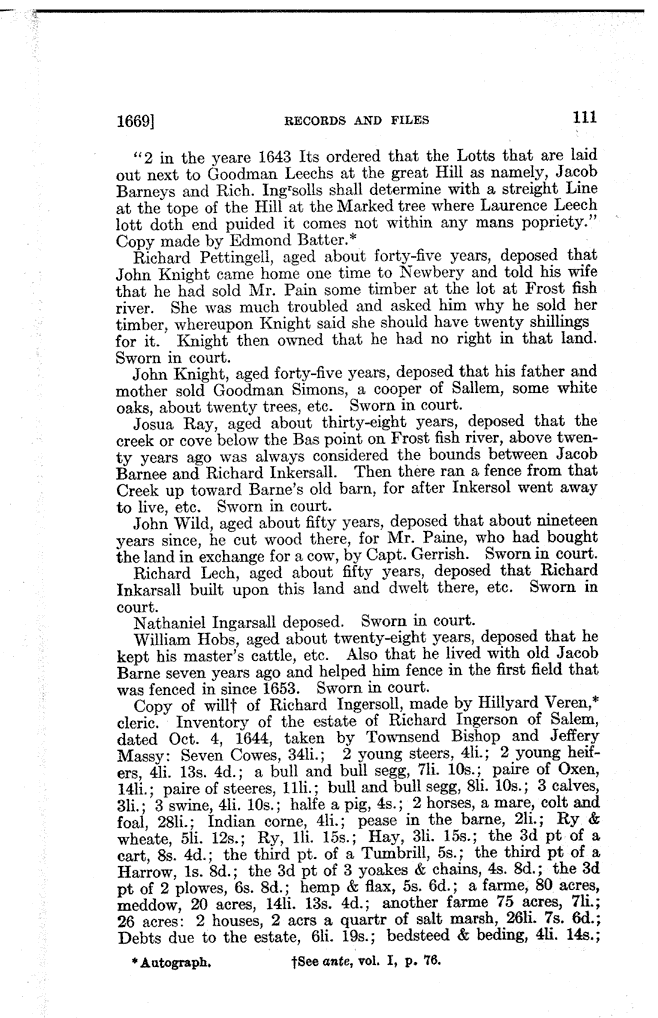 1669] RECORDS AND FILES 111
"2 in the yeare 1643 Its ordered that the Lotts that are laid
out next to Goodman Leechs at the great Hill as namely, Jacob
Barneys and Rich. Ingrsolls shall determine with a streight Line
at the tope of the Hill at the Marked tree where Laurence Leech
lott doth end puided it comes not within any mans popriety."
Copy made by Edmond Batter.*
Richard Pettingell, aged about forty-five years, deposed that
John Knight came home one time to Newbery and told his wife
that he had sold Mr. Pain some timber at the lot at Frost fish
river. She was much troubled and asked him why he sold her
timber, whereupon Knight said she should have twenty shillings
for it. Knight then owned that he had no right in that land.
Sworn in court.
John Knight, aged forty-five years, deposed that his father and
mother sold Goodman Simons, a cooper of Sallem, some white
oaks, about twenty trees, etc. Sworn in court.
Josua Ray, aged about thirty-eight years, deposed that the
creek or cove below the Bas point on Frost fish river, above twen-
ty years ago was always considered the bounds between Jacob
Barnee and Richard Inkersall. Then there ran a fence from that
Creek up toward Barne's old barn, for after Inkersol went away
to live, etc. Sworn in court.
John Wild, aged about fifty years, deposed that about nineteen
years since, he cut wood there, for Mr. Paine, who had bought
the land in exchange for a cow, by Capt. Gerrish. Sworn in court.
Richard Lech, aged about fifty years, deposed that Richard
Inkarsall built upon this land and dwelt there, etc. Sworn in
court.
Nathaniel Ingarsall deposed. Sworn in court.
William Hobs, aged about twenty-eight years, deposed that he
kept his master's cattle, etc. Also that he lived with old Jacob
Barne seven years ago and helped him fence in the first field that
was fenced in since 1653. Sworn in court.
Copy of will† of Richard Ingersoll, made by Hillyard Veren,*
cleric. Inventory of the estate of Richard Ingerson of Salem,
dated Oct. 4, 1644, taken by Townsend Bishop and Jeffery
Massy: Seven Cowes, 34li.; 2 young steers, 4li.; 2 young heif-
ers, 4li. 13s. 4d.; a bull and bull segg, 7li. 10s.; paire of Oxen,
14li.; paire of steeres, 11li.; bull and bull segg, 8li. 10s.; 3 calves,
3li.; 3 swine, 4li. 10s.; halfe a pig, 4s.; 2 horses, a mare, colt and
foal, 28li.; Indian corne, 4li.; pease in the barne, 2li.; Ry &
wheate, 5li. 12s.; Ry, 1li. 15s.; Hay, 3li. 15s.; the 3d pt of a
cart, 8s. 4d.; the third pt. of a Tumbrill, 5s.; the third pt of a
Harrow, 1s. 8d.; the 3d pt of 3 yoakes & chains, 4s. 8d.; the 3d
pt of 2 plowes, 6s. 8d.; hemp & flax, 5s. 6d.; a farme, 80 acres,
meddow, 20 acres, 14li. 13s. 4d.; another farme 75 acres, 7li.;
26 acres: 2 houses, 2 acrs a quartr of salt marsh, 26li. 7s. 6d.;
Debts due to the estate, 6li. 19s.; bedsteed & beding, 4li. 14s.;
*Autograph. †See ante, vol. I, p. 76.